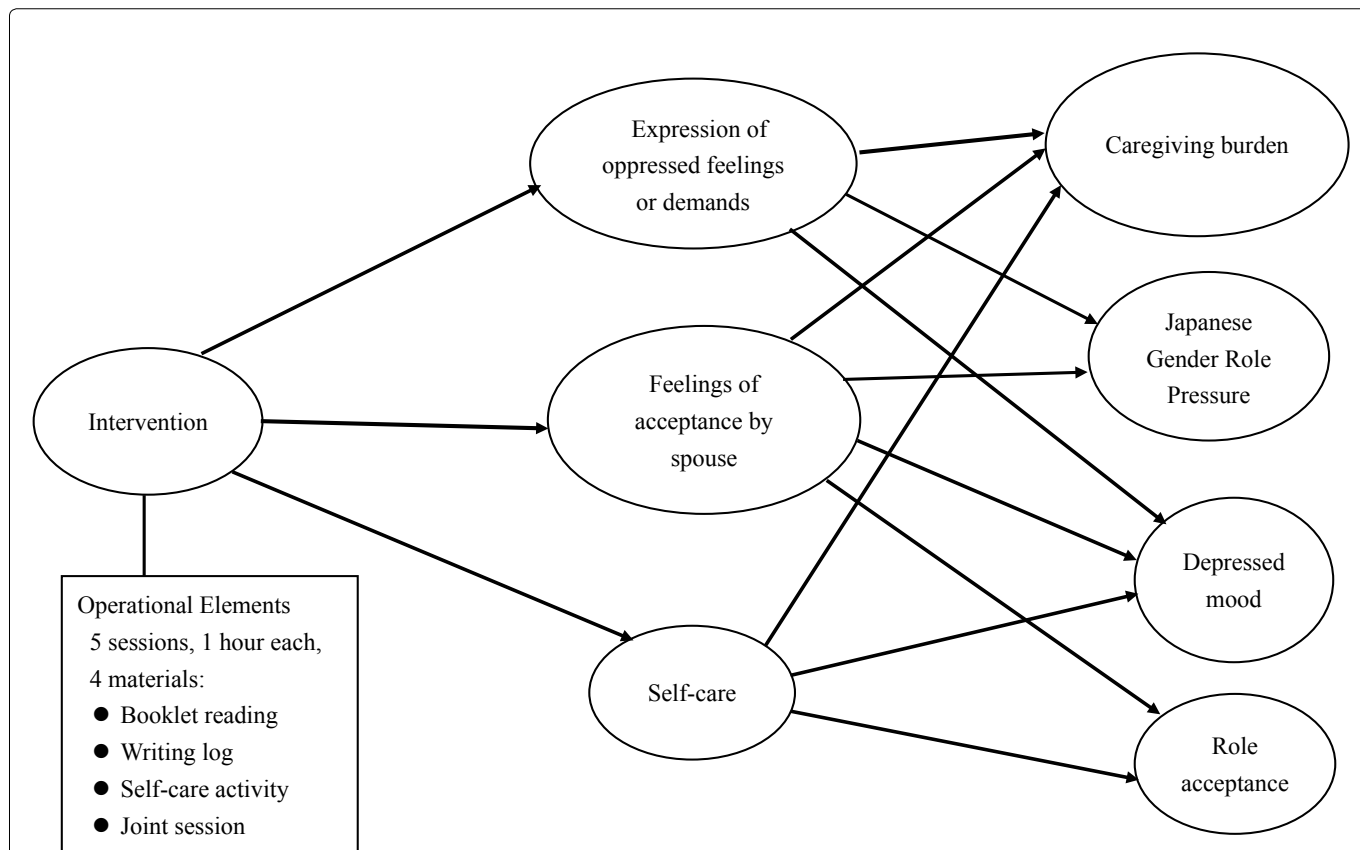 Expression of
oppressed feelings
or demands
Caregiving burden
Japanese
Gender Role
Pressure
Intervention
Feelings of
acceptance by
spouse
Depressed
mood
Operational Elements
5 sessions, 1 hour each,
4 materials:
● Booklet reading
● Writing log
● Self-care activity
● Joint session
Self-care
Role
acceptance